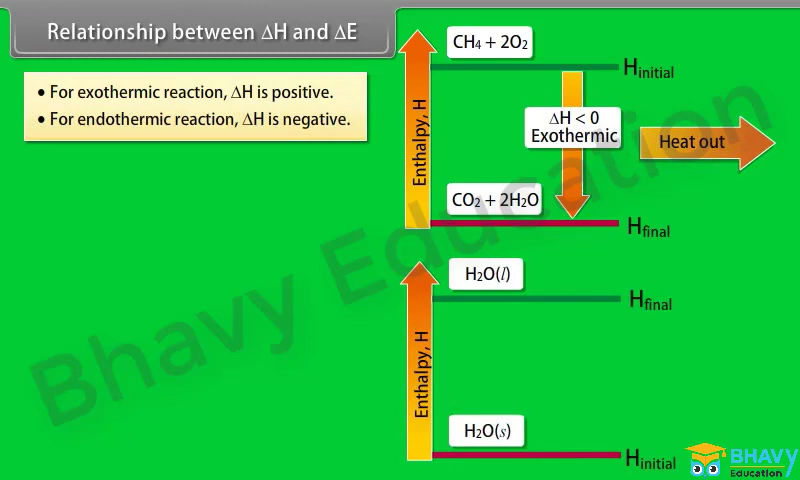 Relationship between ΔH and ΔE
• For exothermic reaction, ΔH is positive.
• For endothermic reaction, ΔH is negative.
CH4 + 2O2
Hinitial
Enthalpy, H
ΔH < 0
Exothermic
Heat out
CO2 + 2H2O
Hfinal
H2O(l)
Hfinal
Enthalpy, H
H2O(s)
Hinitial
Bhavy Education
BHAVY
Education